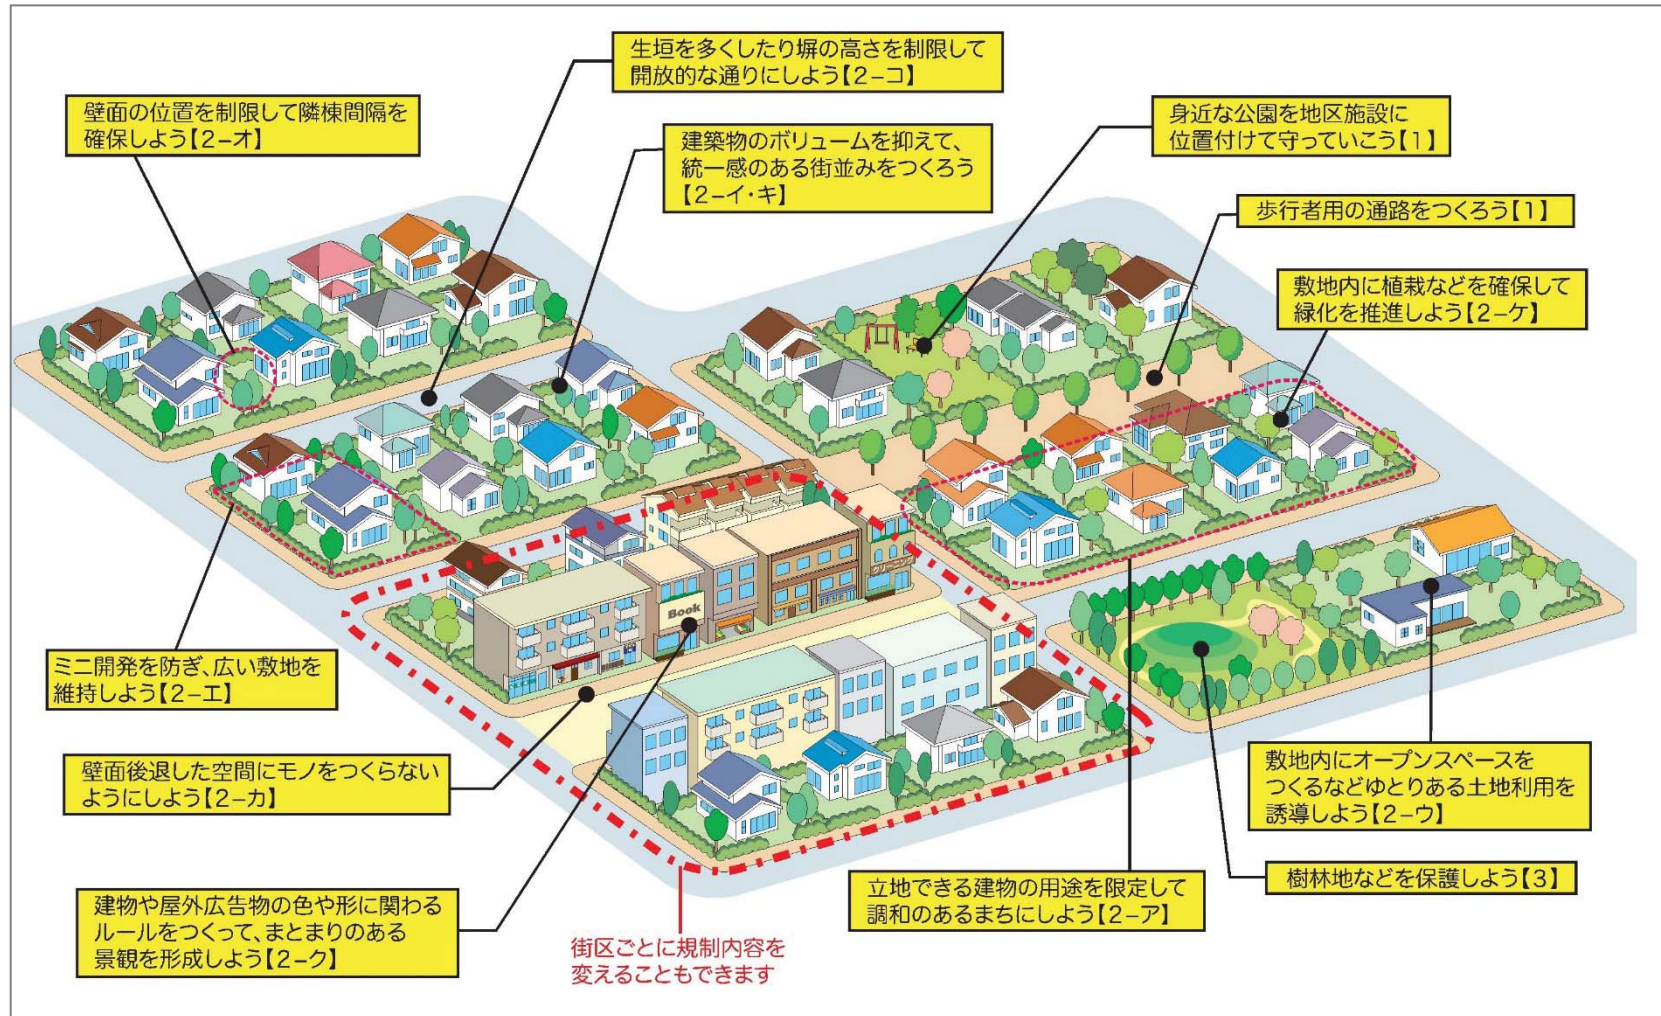 生垣を多くしたり塀の高さを制限して
開放的な通りにしよう【2-コ】
壁面の位置を制限して隣棟間隔を
確保しよう【2-オ】
建築物のボリュームを抑えて、
統一感のある街並みをつくろう
【2-イ・キ】
身近な公園を地区施設に
位置付けて守っていこう【1】
歩行者用の通路をつくろう【1】
敷地内に植栽などを確保して
緑化を推進しよう【2-ケ】
クリーニング
Book
ミニ開発を防ぎ、広い敷地を
維持しよう【2-エ】
壁面後退した空間にモノをつくらない
ようにしよう【2-カ】
敷地内にオープンスペースを
つくるなどゆとりある土地利用を
誘導しよう【2-ウ】
建物や屋外広告物の色や形に関わる
ルールをつくって、まとまりのある
景観を形成しよう【2-ク】
街区ごとに規制内容を
変えることもできます
立地できる建物の用途を限定して
調和のあるまちにしよう【2-ア】
樹林地などを保護しよう【3】